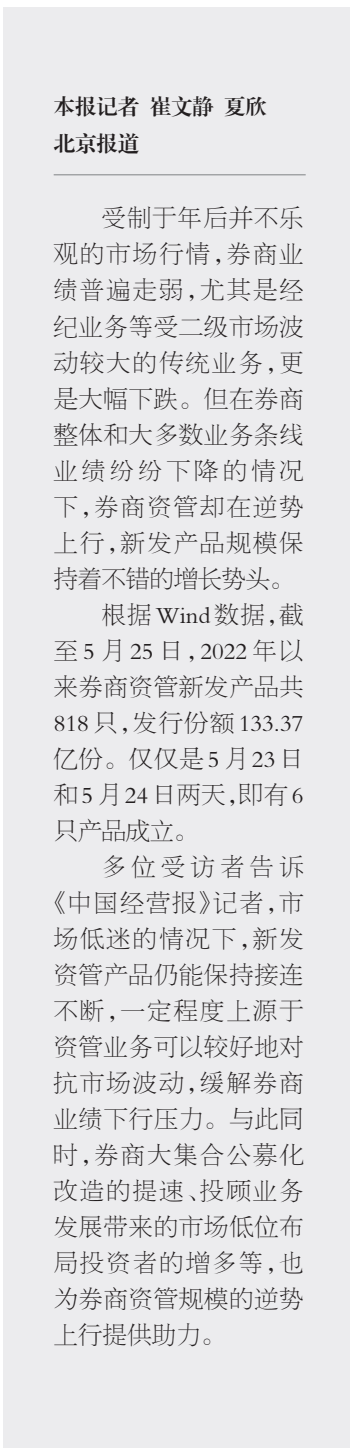 本报记者 崔文静 夏欣
北京报道
受制于年后并不乐
观的市场行情,券商业
绩普遍走弱,尤其是经
纪业务等受二级市场波
动较大的传统业务,更
是大幅下跌。但在券商
整体和大多数业务条线
业绩纷纷下降的情况
下,券商资管却在逆势
上行,新发产品规模保
持着不错的增长势头。
根据Wind数据,截
至5月25日,2022年以
来券商资管新发产品共
818只,发行份额133.37
亿份。仅仅是5月23日
和5月24日两天,即有6
只产品成立。
多位受访者告诉
《中国经营报》记者,市
场低迷的情况下,新发
资管产品仍能保持接连
不断,一定程度上源于
资管业务可以较好地对
抗市场波动,缓解券商
业绩下行压力。与此同
时,券商大集合公募化
改造的提速、投顾业务
发展带来的市场低位布
局投资者的增多等,也
为券商资管规模的逆势
上行提供助力。